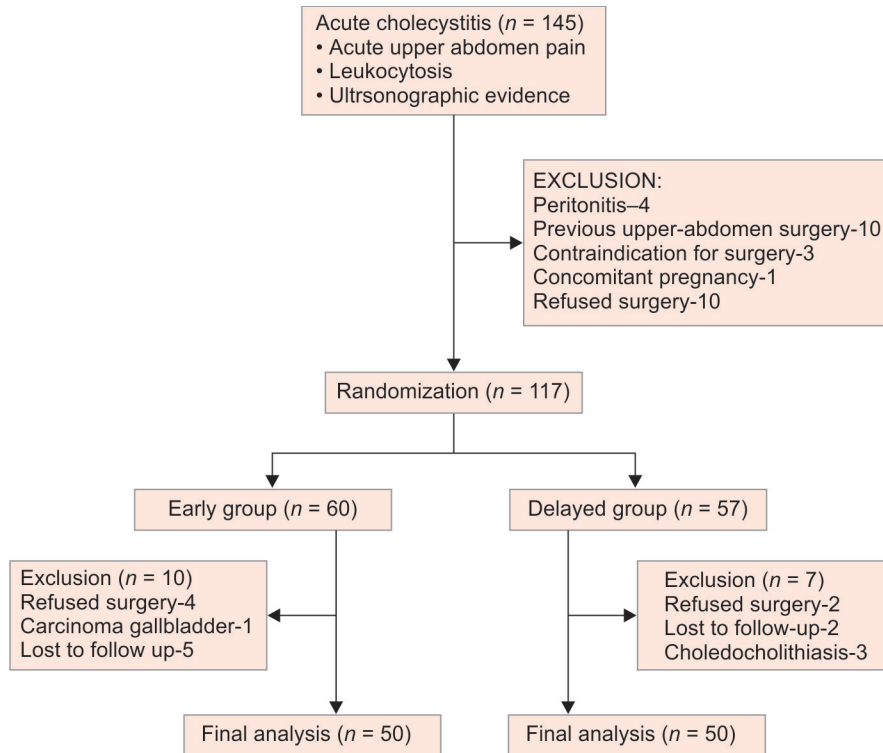 Acute cholecystitis (n = 145)
• Acute upper abdomen pain
• Leukocytosis
• Ultrsonographic evidence
EXCLUSION:
Peritonitis–4
Previous upper-abdomen surgery-10
Contraindication for surgery-3
Concomitant pregnancy-1
Refused surgery-10
Randomization (n = 117)
Early group (n = 60)
Delayed group (n = 57)
Exclusion (n = 10)
Refused surgery-4
Carcinoma gallbladder-1
Lost to follow up-5
Exclusion (n = 7)
Refused surgery-2
Lost to follow-up-2
Choledocholithiasis-3
Final analysis (n = 50)
Final analysis (n = 50)